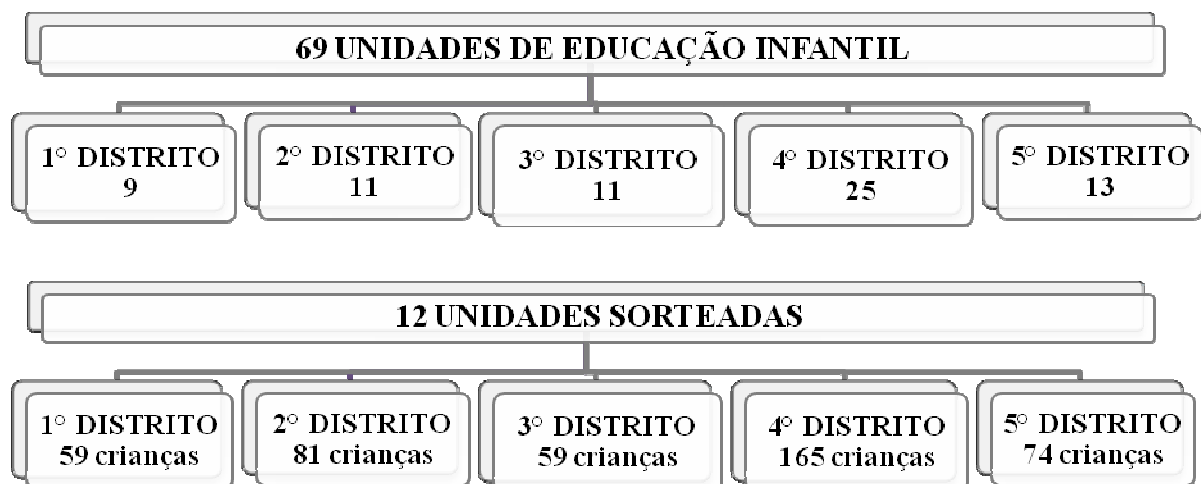 69 UNIDADES DE EDUCAÇÃO INFANTIL
1° DISTRITO
9
2° DISTRITO
11
3° DISTRITO
11
4° DISTRITO
25
5° DISTRITO
13
12 UNIDADES SORTEADAS
1° DISTRITO
59 crianças
2° DISTRITO
81 crianças
3° DISTRITO
59 crianças
4° DISTRITO
165 crianças
5° DISTRITO
74 crianças